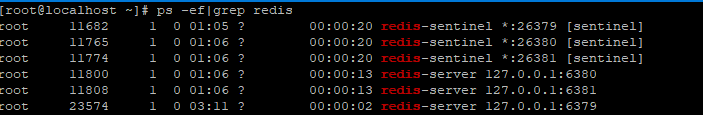 [root@localhost ~]# ps -ef|grep redis
root 11682 1 0 01:05 ? 00:00:20 redis-sentinel *:26379 [sentinel]
root 11765 1 0 01:06 ? 00:00:20 redis-sentinel *:26380 [sentinel]
root 11774 1 0 01:06 ? 00:00:20 redis-sentinel *:26381 [sentinel]
root 11800 1 0 01:06 ? 00:00:13 redis-server 127.0.0.1:6380
root 11808 1 0 01:06 ? 00:00:13 redis-server 127.0.0.1:6381
root 23574 1 0 03:11 ? 00:00:02 redis-server 127.0.0.1:6379